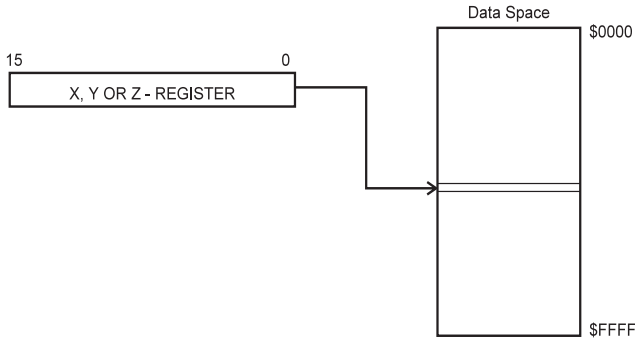 Data Space
$0000
15 0
X, Y OR Z - REGISTER
$FFFF